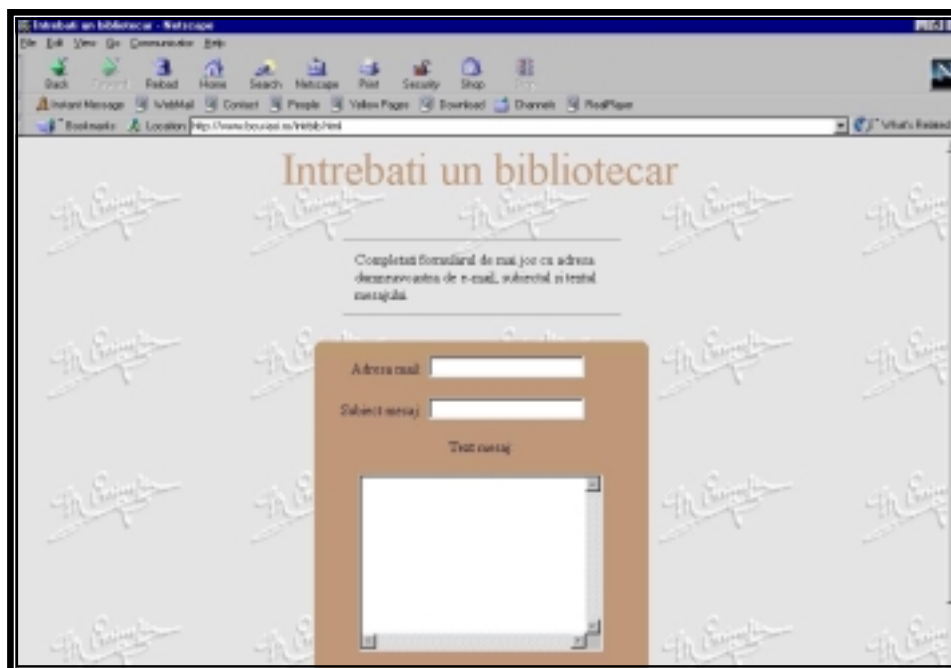 Intrebati un bibliotecar - Netscape
File Edit View Go Communicator Help
Back Reload Home Search Netscape Print Security Shop
Instant Message WebMail Contact People Yellow Pages Download Channels RealPlayer
Bookmarks Location: What's Related
Intrebati un bibliotecar
Completati formularul de mai jos cu adresa
dumneavoastra de e-mail, subiectul si textul
mesajului.
Adresa mail:
Subiect mesaj:
Text mesaj: